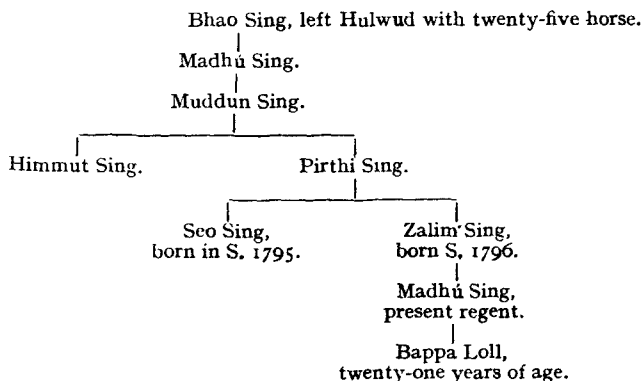 Bhao Sing, left Hulwud with twenty-five horse.
Madhú Sing.
Muddun Sing.
Himmut Sing.
Pirthi Sing.
Seo Sing,
born in S. 1795.
Zalim Sing,
born S. 1796.
Madhú Sing,
present regent.
Bappa Loll,
twenty-one years of age.